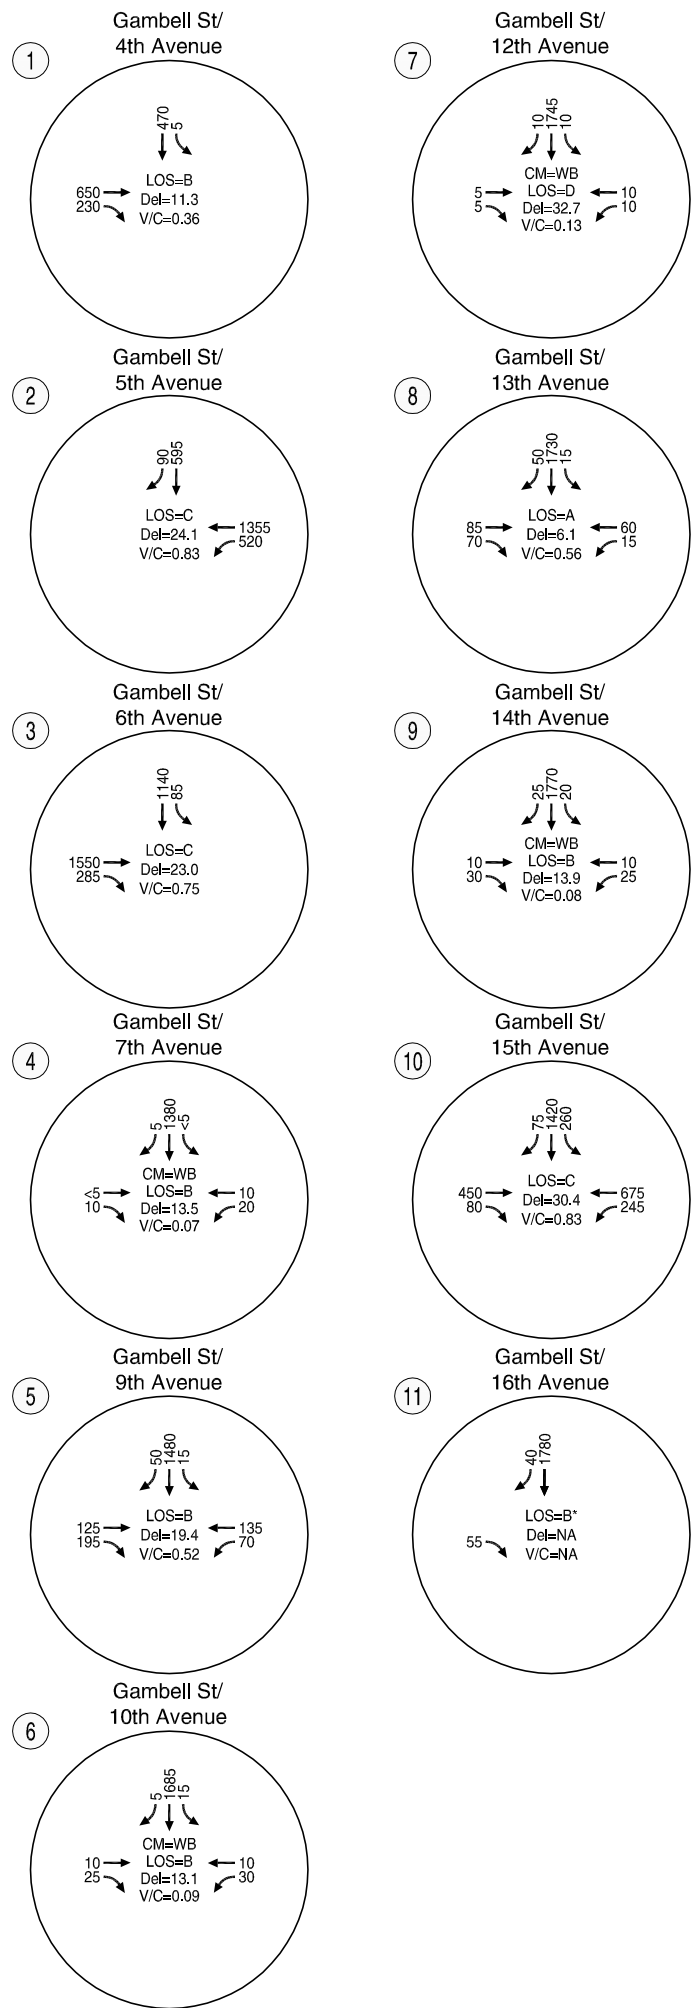 Gambell St/
4th Avenue
1
470
5
650
230
LOS=B
Del=11.3
V/C=0.36
Gambell St/
5th Avenue
2
90
595
LOS=C
Del=24.1
V/C=0.83
1355
520
Gambell St/
6th Avenue
3
1140
85
1550
285
LOS=C
Del=23.0
V/C=0.75
Gambell St/
7th Avenue
4
5
1380
<5
<5
10
CM=WB
LOS=B
Del=13.5
V/C=0.07
10
20
Gambell St/
9th Avenue
5
50
1480
15
125
195
LOS=B
Del=19.4
V/C=0.52
135
70
Gambell St/
10th Avenue
6
5
1685
15
10
25
CM=WB
LOS=B
Del=13.1
V/C=0.09
10
30
Gambell St/
12th Avenue
7
10
1745
10
5
5
CM=WB
LOS=D
Del=32.7
V/C=0.13
10
10
Gambell St/
13th Avenue
8
50
1730
15
85
70
LOS=A
Del=6.1
V/C=0.56
60
15
Gambell St/
14th Avenue
9
25
1770
20
10
30
CM=WB
LOS=B
Del=13.9
V/C=0.08
10
25
Gambell St/
15th Avenue
10
75
1420
260
450
80
LOS=C
Del=30.4
V/C=0.83
675
245
Gambell St/
16th Avenue
11
40
1780
55
LOS=B*
Del=NA
V/C=NA